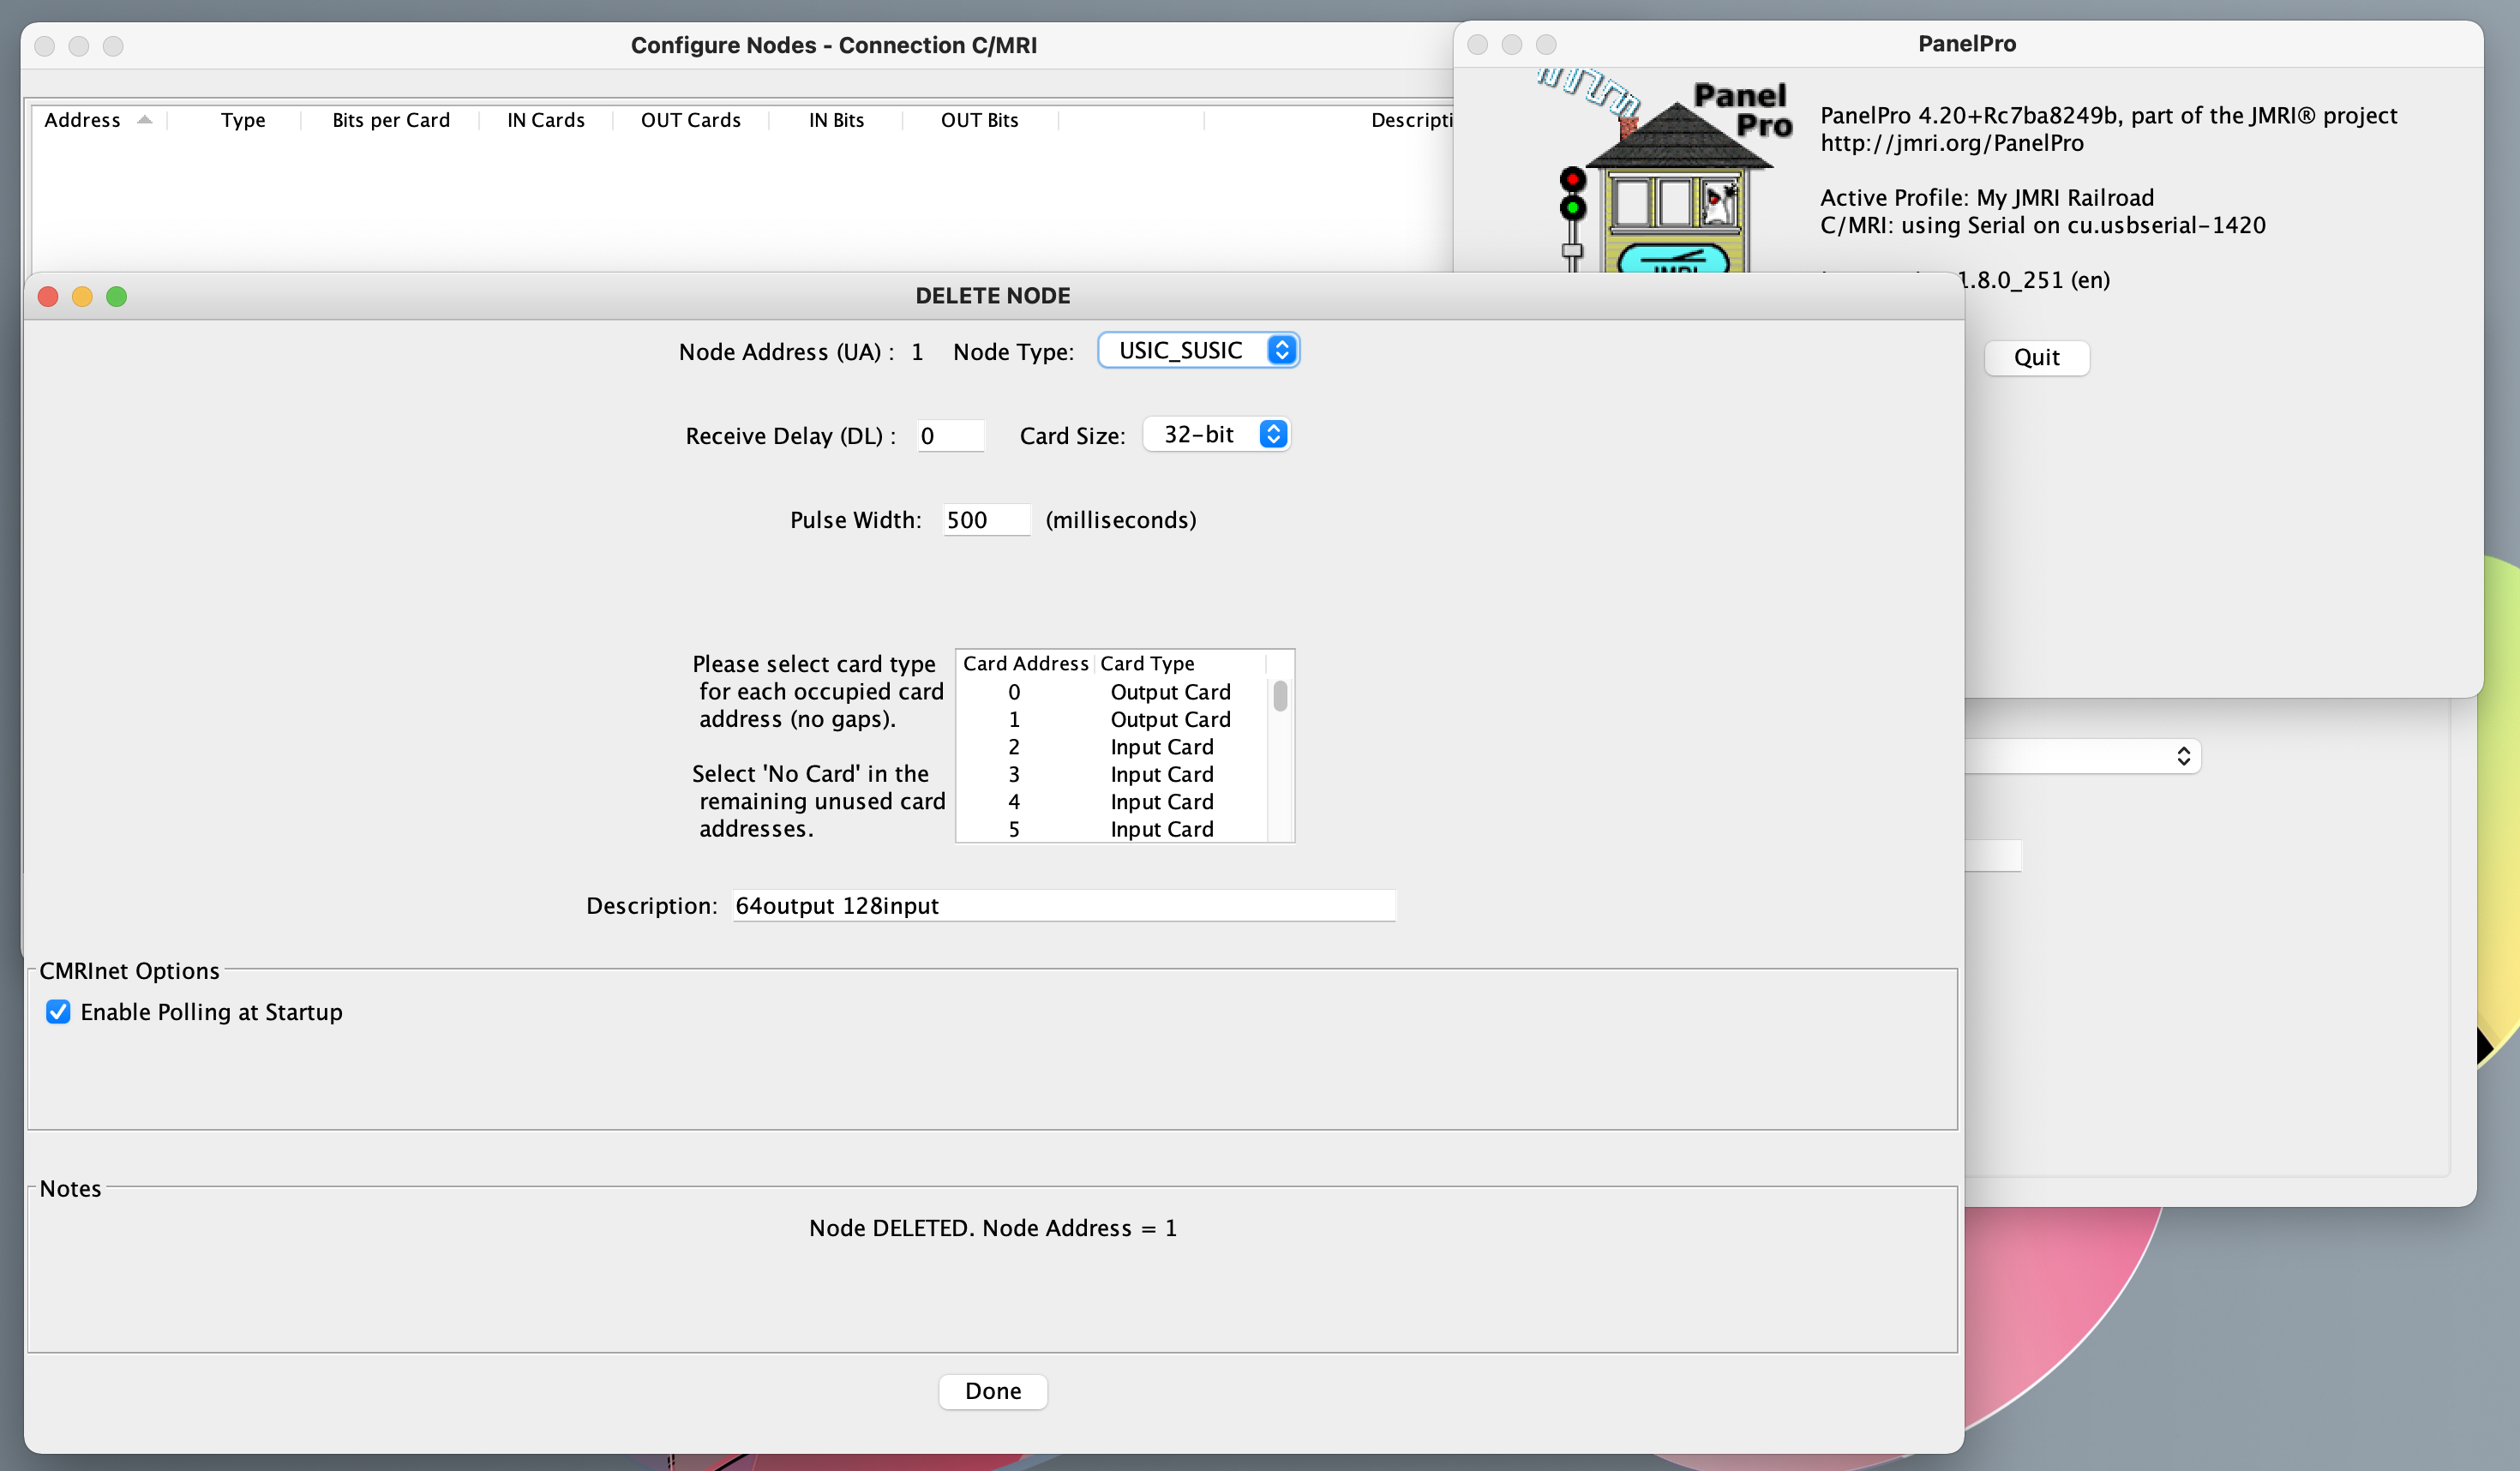 Configure Nodes - Connection C/MRI
Address Type Bits per Card IN Cards OUT Cards IN Bits OUT Bits
PanelPro
Panel
Pro
PanelPro 4.20+Rc7ba8249b, part of the JMRI® project
http://jmri.org/PanelPro
Active Profile: My JMRI Railroad
C/MRI: using Serial on cu.usbserial-1420
1.8.0_251 (en)
Quit
DELETE NODE
Node Address (UA) : 1 Node Type: USIC_SUSIC
Receive Delay (DL) : 0 Card Size: 32-bit
Pulse Width: 500 (milliseconds)
Please select card type
for each occupied card
address (no gaps).
Select 'No Card' in the
remaining unused card
addresses.
Card Address Card Type
0 Output Card
1 Output Card
2 Input Card
3 Input Card
4 Input Card
5 Input Card
Description: 64output 128input
CMRInet Options
Enable Polling at Startup
Notes
Node DELETED. Node Address = 1
Done